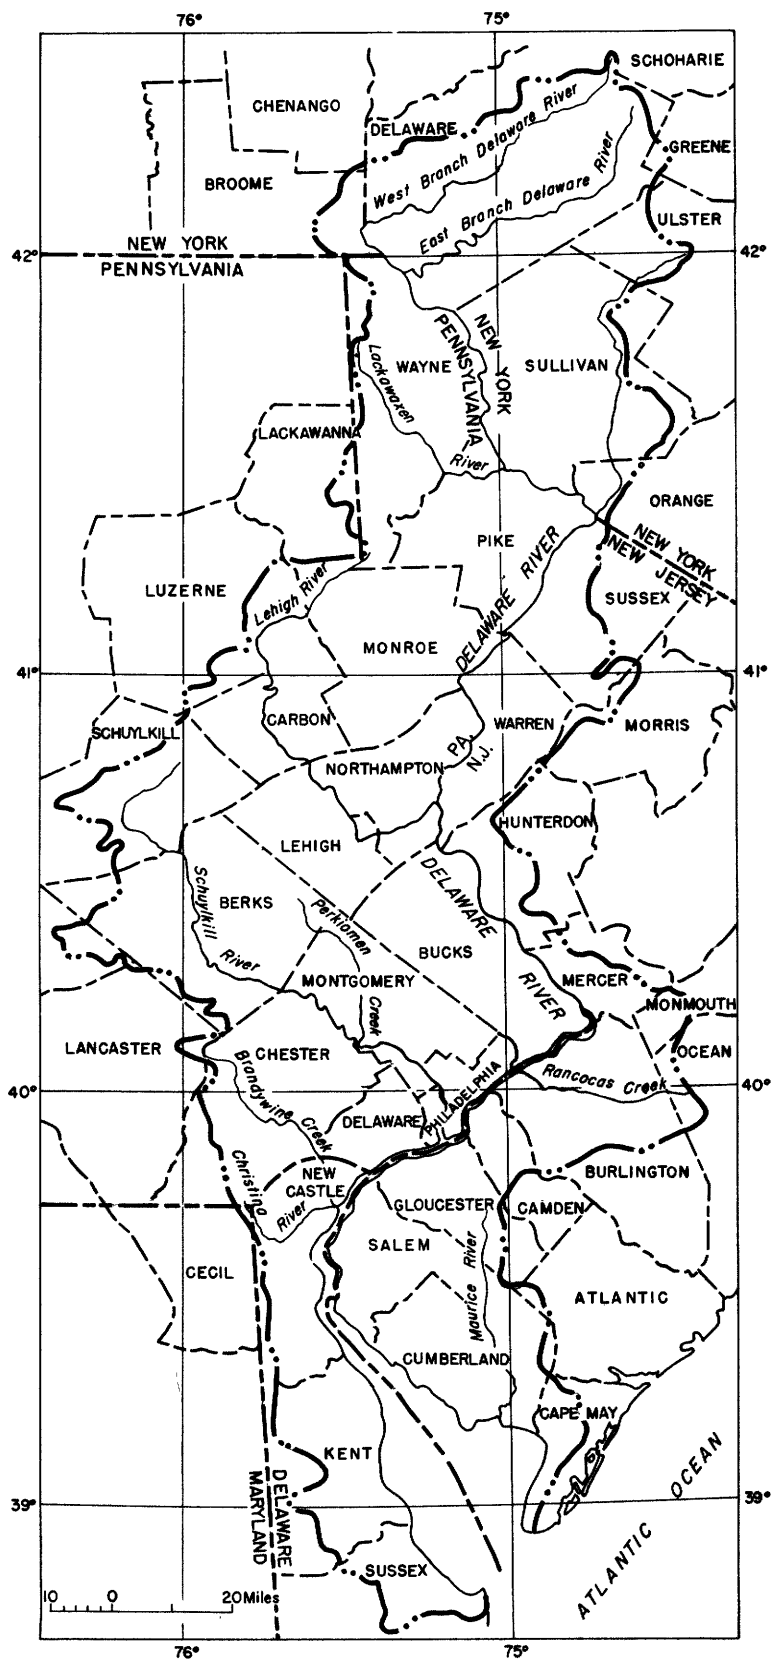 76°
75°
SCHOHARIE
CHENANGO
DELAWARE
West Branch Delaware River
GREENE
BROOME
East Branch Delaware River
ULSTER
NEW YORK
42°
42°
PENNSYLVANIA
NEW YORK
PENNSYLVANIA
WAYNE
SULLIVAN
Lackawaxen
River
LACKAWANNA
ORANGE
PIKE
NEW YORK
NEW JERSEY
LUZERNE
Lehigh River
DELAWARE RIVER
SUSSEX
MONROE
41°
41°
CARBON
WARREN
MORRIS
SCHUYLKILL
PA.
N.J.
NORTHAMPTON
HUNTERDON
LEHIGH
DELAWARE
RIVER
Schuylkill
River
BERKS
Perkiomen
Creek
BUCKS
MONTGOMERY
MERCER
MONMOUTH
LANCASTER
CHESTER
OCEAN
Brandywine Creek
PHILADELPHIA
Rancocas Creek
40°
40°
DELAWARE
Christina
River
NEW
CASTLE
BURLINGTON
GLOUCESTER
CAMDEN
SALEM
Maurice River
CECIL
ATLANTIC
CUMBERLAND
CAPE MAY
KENT
ATLANTIC OCEAN
DELAWARE
MARYLAND
39°
39°
SUSSEX
10 0 20 Miles
76°
75°